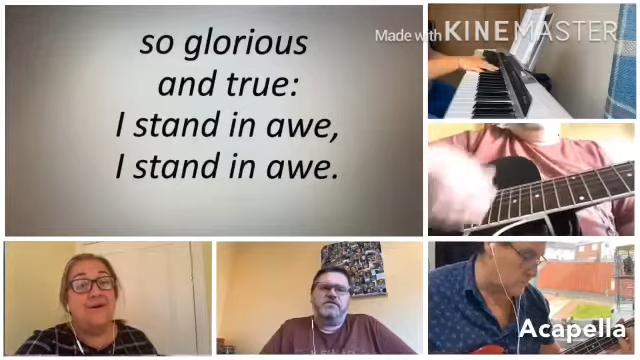 so glorious
and true:
I stand in awe,
I stand in awe.
Made with KINEMASTER
Acapella